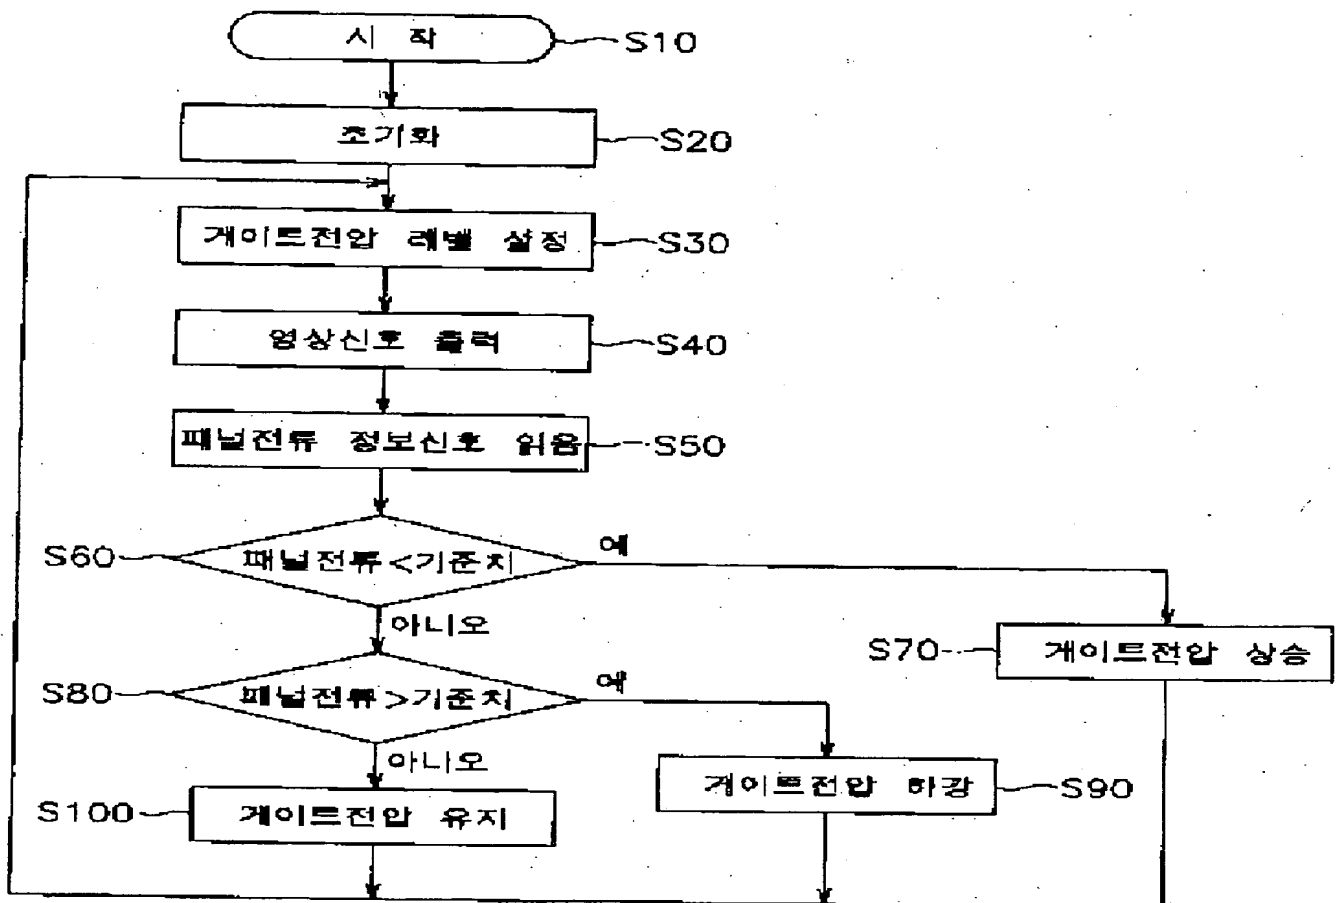 시 작 S10
초기화 S20
게이트전압 레벨 설정 S30
영상신호 출력 S40
패널전류 정보신호 읽음 S50
S60 패널전류<기준치 예
아니오
S70 게이트전압 상승
S80 패널전류>기준치 예
아니오
게이트전압 하강 S90
S100 게이트전압 유지